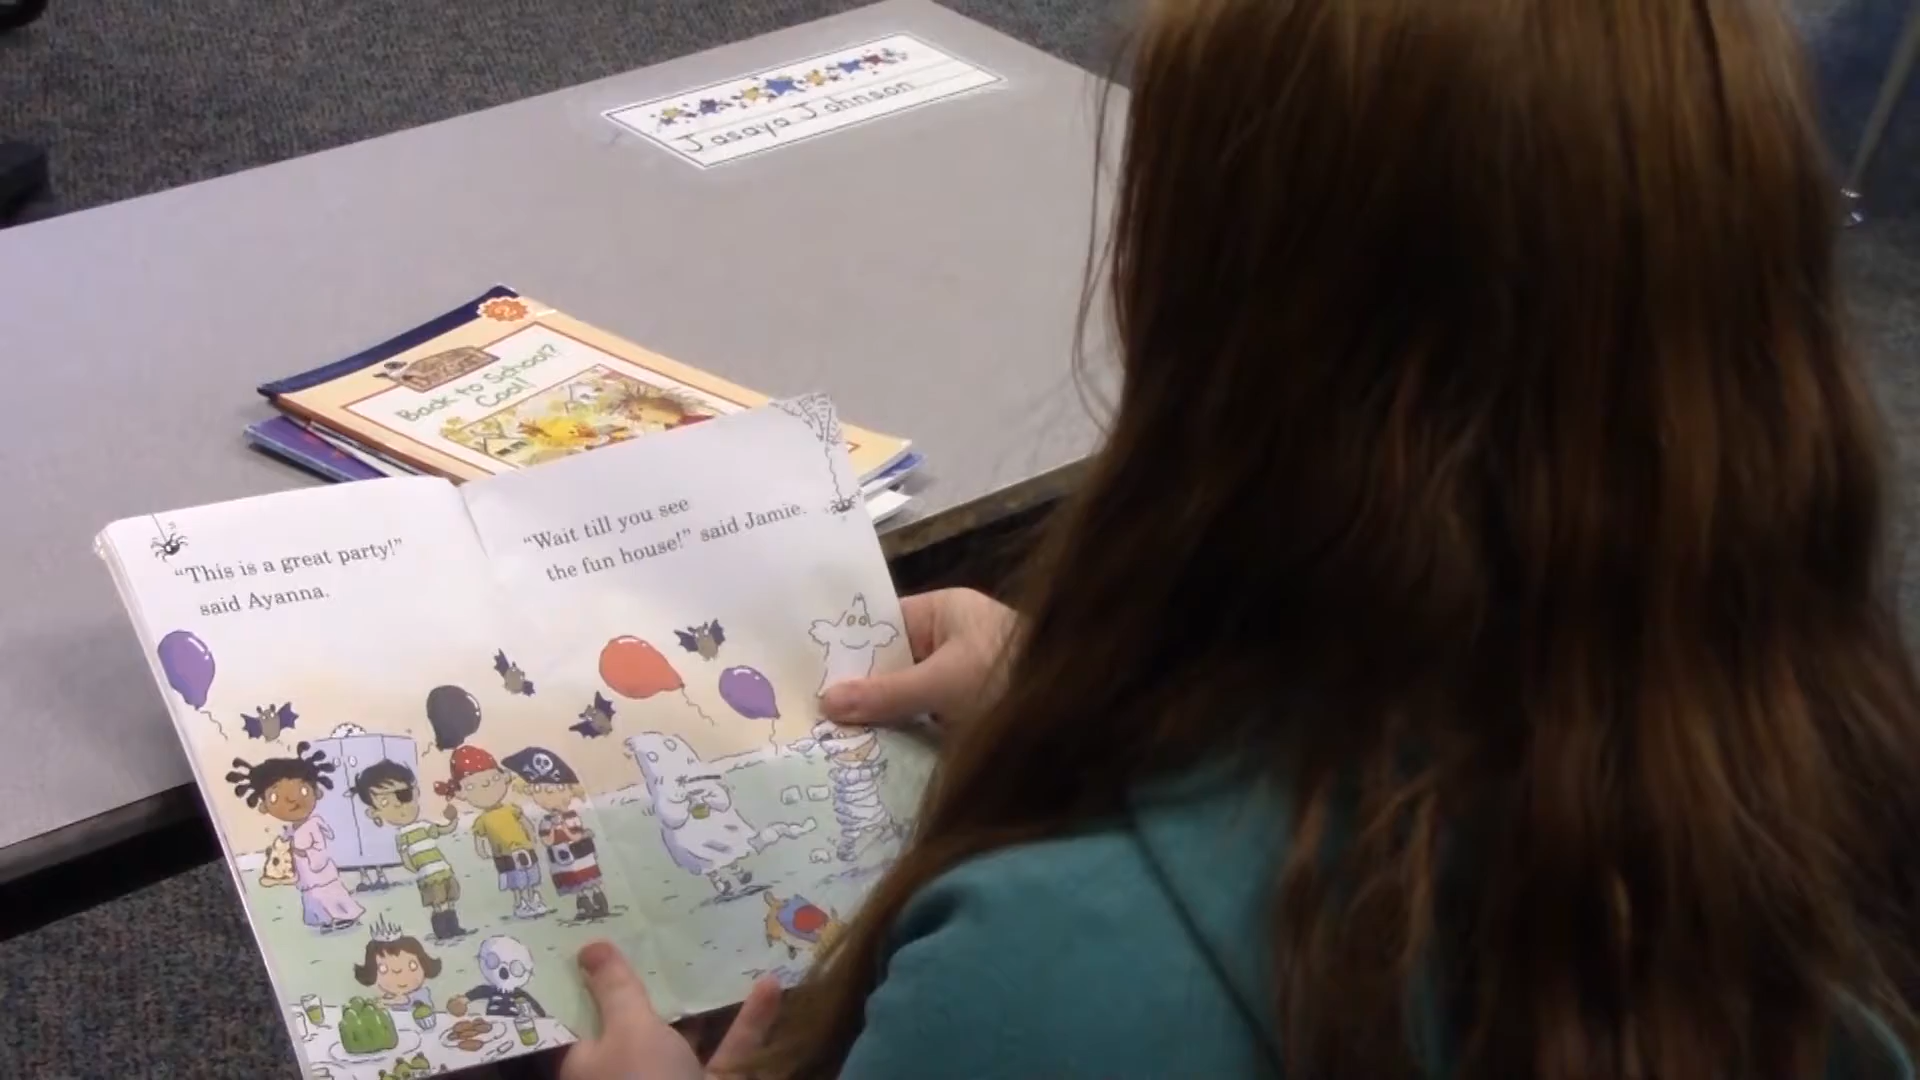 Jasaya Johnson
2
Back to School?
Cool!
"This is a great party!"
said Ayanna.
"Wait till you see
the fun house!" said Jamie.